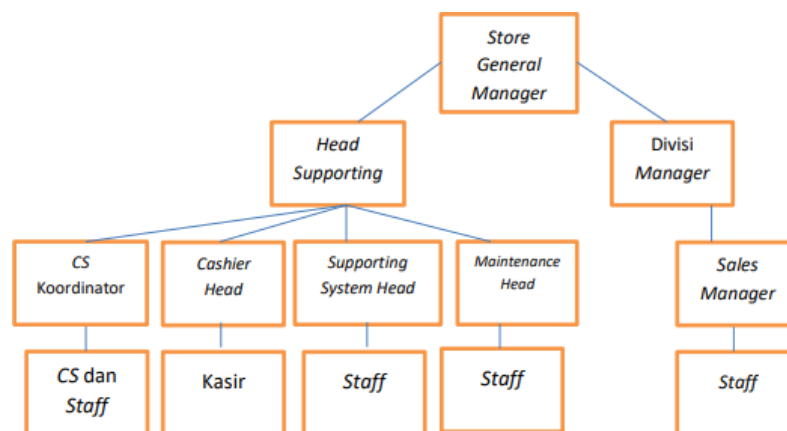 Store
General
Manager
Head
Supporting
Divisi
Manager
CS
Koordinator
Cashier
Head
Supporting
System Head
Maintenance
Head
Sales
Manager
CS dan
Staff
Kasir
Staff
Staff
Staff